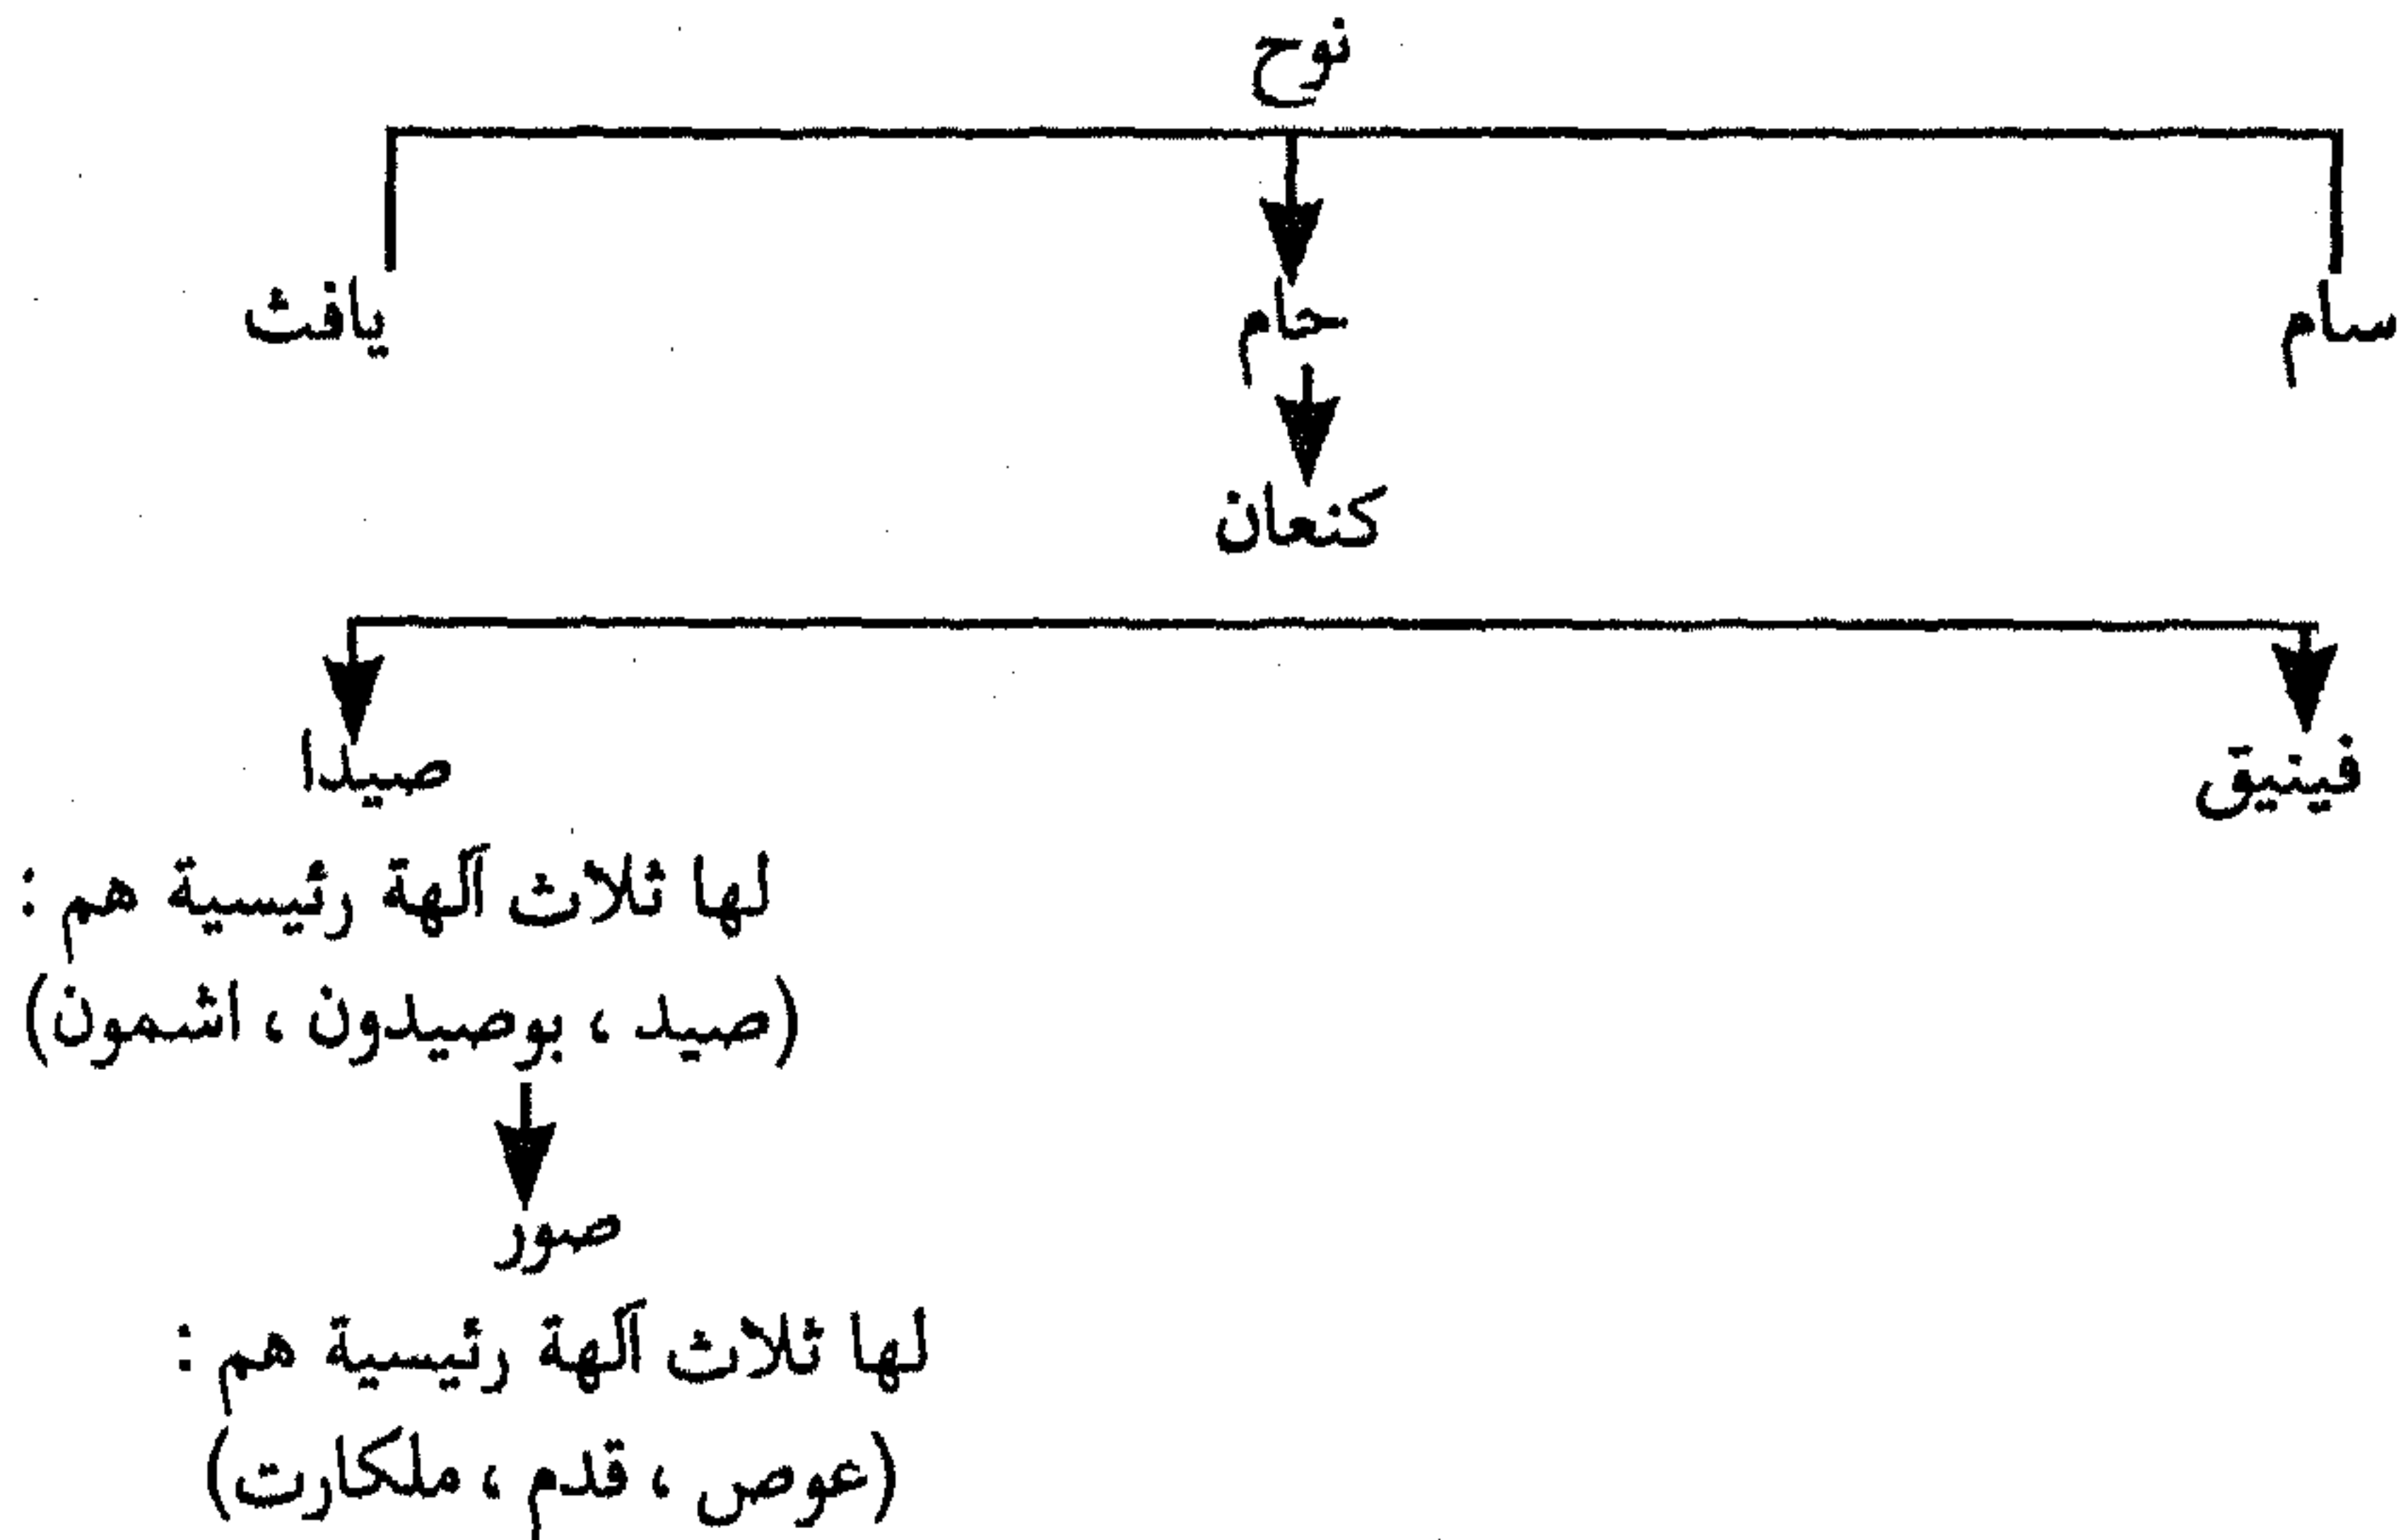 نوح
سام
حام
يافث
كنعان
فينيق
صيدا
لها ثلاث آلهة رئيسية هم :
(صيد ، بوصيدون ، اشمون)
صور
لها ثلاث آلهة رئيسية هم :
(عوص ، قدم ، ملكارت)